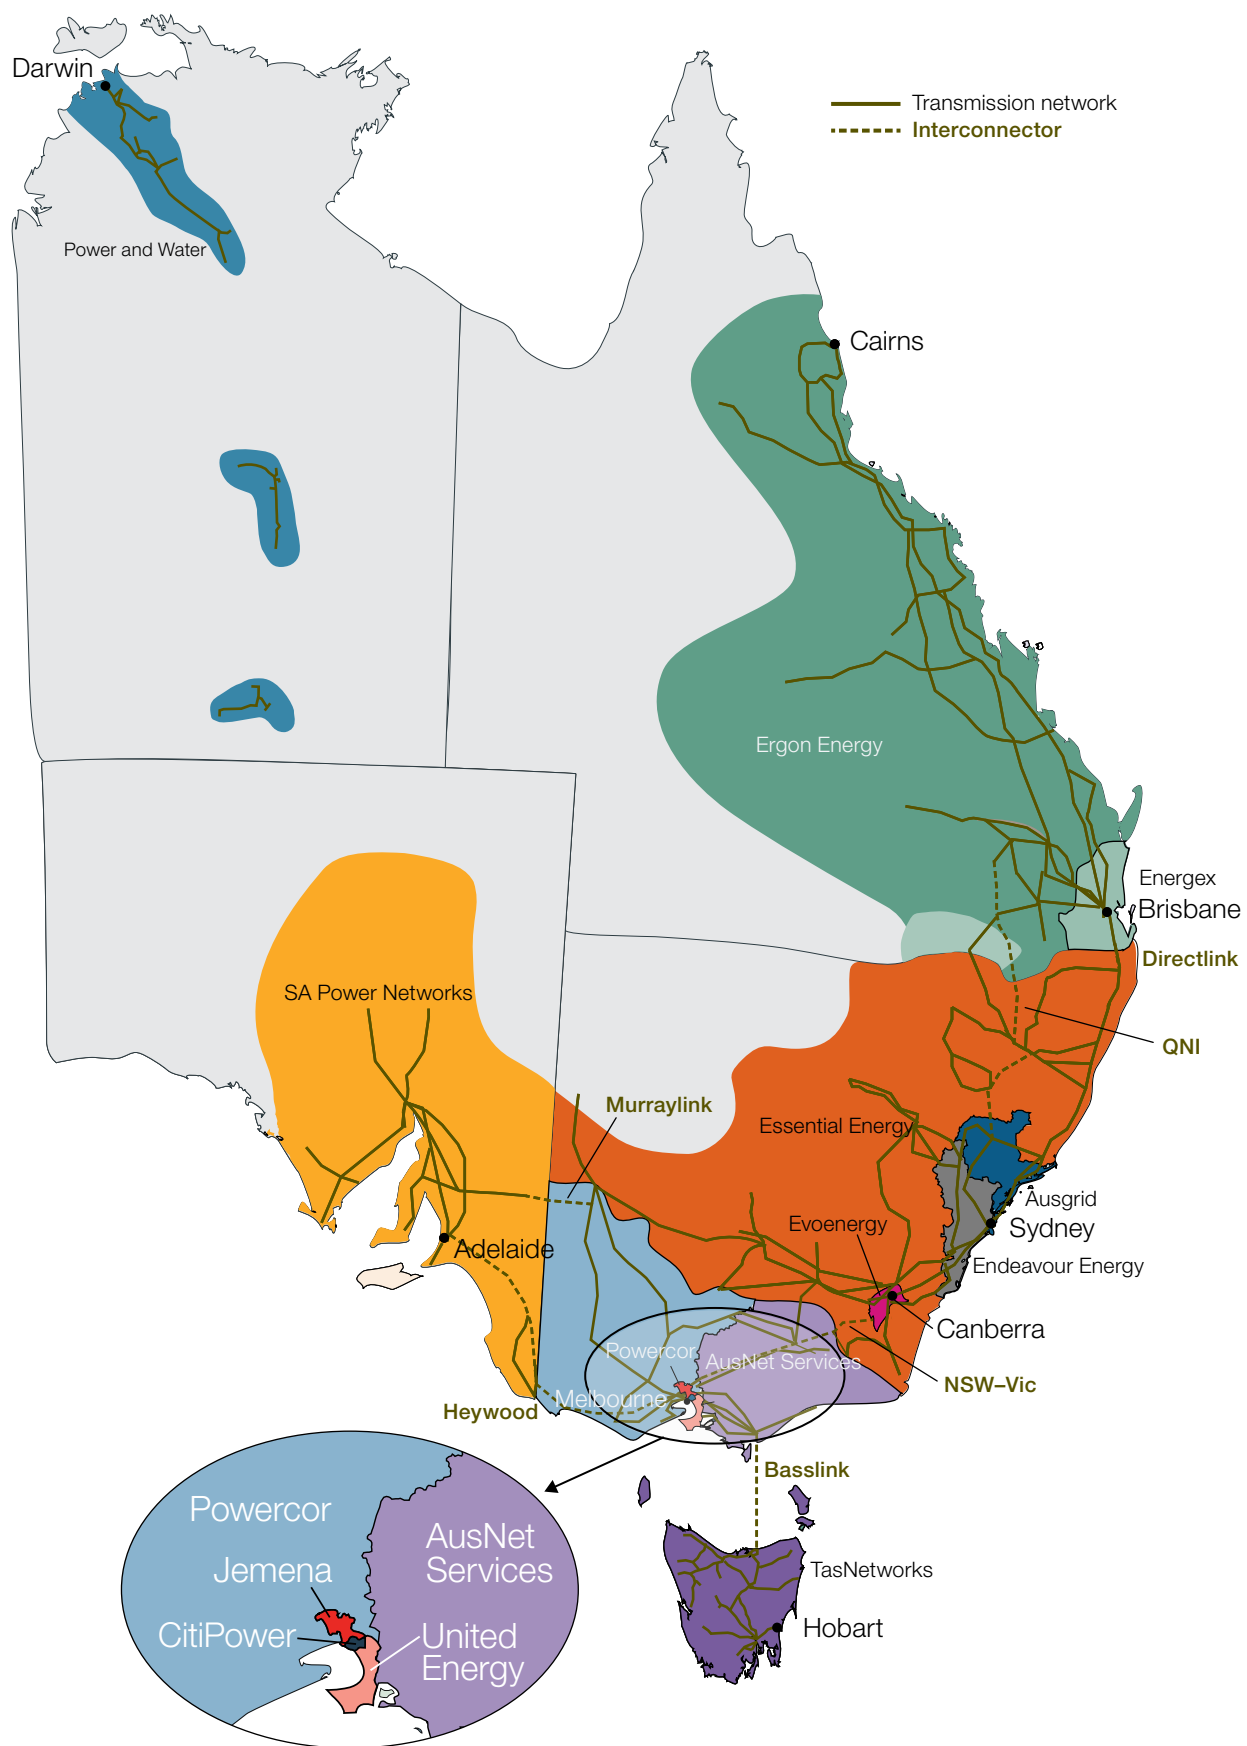 Darwin
Transmission network
Interconnector
Power and Water
Cairns
Ergon Energy
Energex
Brisbane
Directlink
SA Power Networks
QNI
Murraylink
Essential Energy
Ausgrid
Evoenergy
Sydney
Adelaide
Endeavour Energy
Canberra
Powercor
AusNet Services
NSW–Vic
Melbourne
Heywood
Basslink
Powercor
AusNet
Services
Jemena
TasNetworks
CitiPower
United
Energy
Hobart